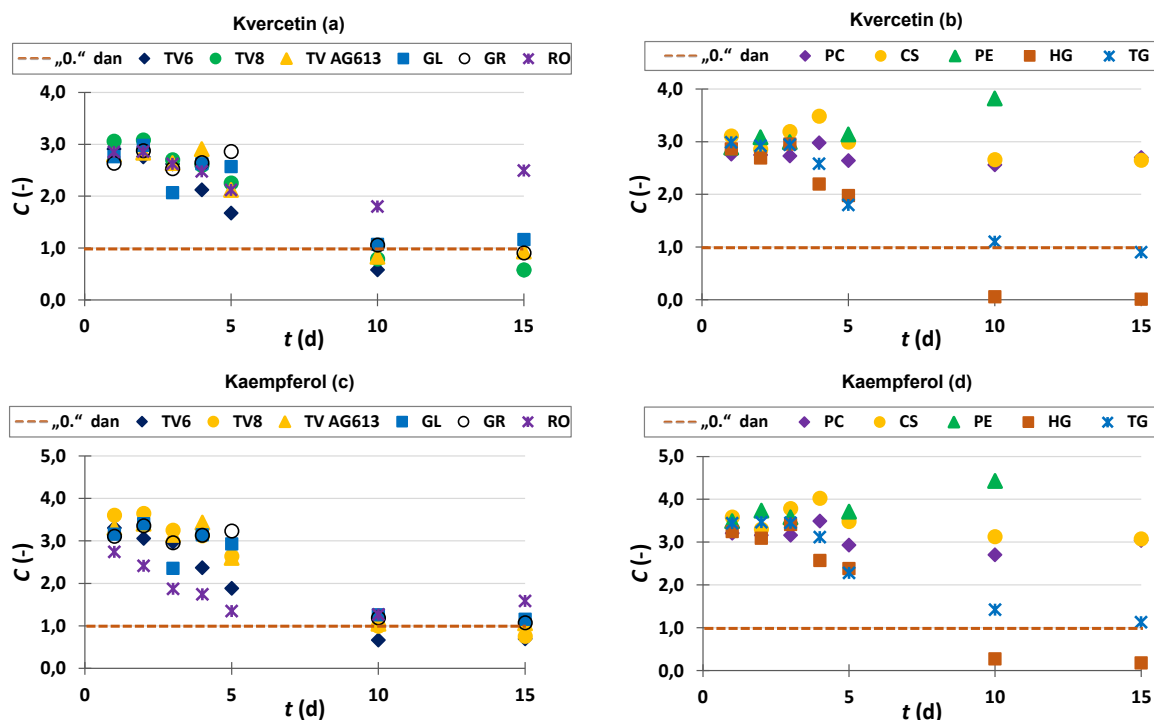 Kvercetin (a)
„0.“ dan TV6 TV8 TV AG613 GL GR RO
4,0
3,0
2,0
1,0
0,0
C (-)
0 5 10 15
t (d)
Kvercetin (b)
„0.“ dan PC CS PE HG TG
4,0
3,0
2,0
1,0
0,0
C (-)
0 5 10 15
t (d)
Kaempferol (c)
„0.“ dan TV6 TV8 TV AG613 GL GR RO
5,0
4,0
3,0
2,0
1,0
0,0
C (-)
0 5 10 15
t (d)
Kaempferol (d)
„0.“ dan PC CS PE HG TG
5,0
4,0
3,0
2,0
1,0
0,0
C (-)
0 5 10 15
t (d)